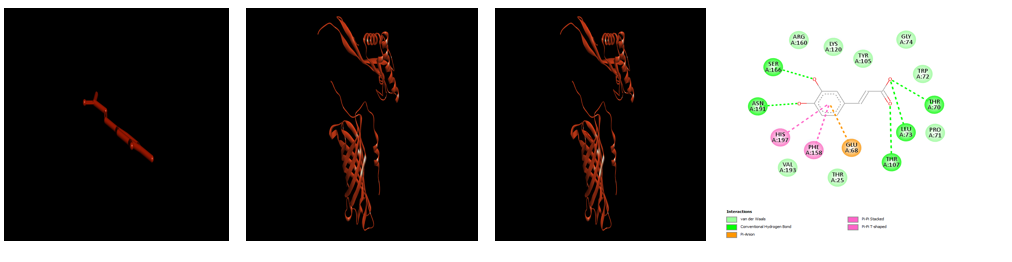 ARG
A:160
LYS
A:120
TYR
A:105
GLY
A:74
SER
A:166
TRP
A:72
ASN
A:191
THR
A:70
HIS
A:197
PHE
A:158
GLU
A:68
LEU
A:73
PRO
A:71
THR
A:107
VAL
A:193
THR
A:25
Interactions
van der Waals
Conventional Hydrogen Bond
Pi-Anion
Pi-Pi Stacked
Pi-Pi T-shaped